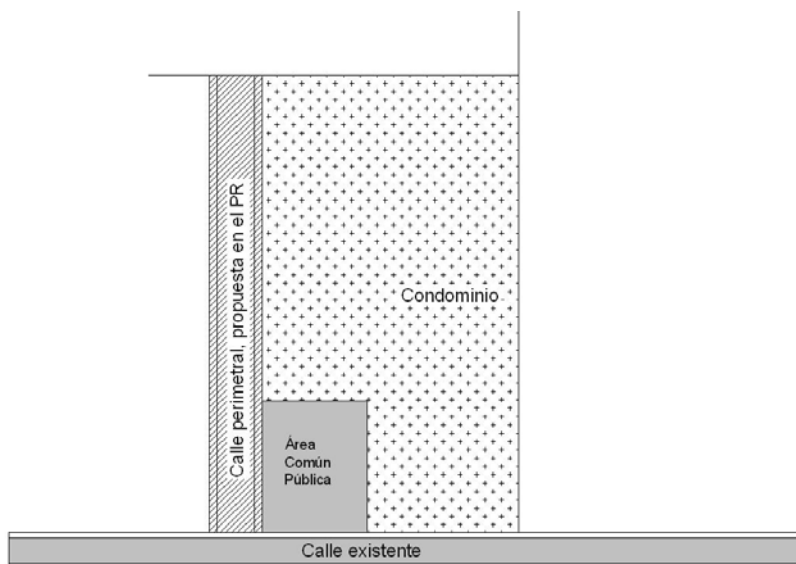 Calle perimetral, propuesta en el PR
Condominio
Área
Común
Pública
Calle existente